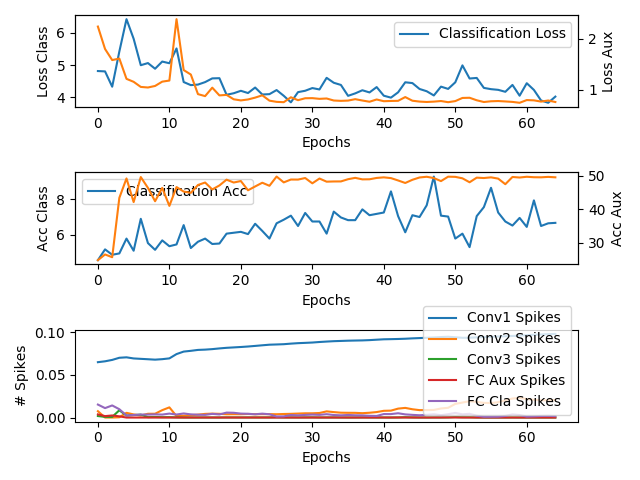 6
5
4
Loss Class
Classification Loss
2
1
Loss Aux
0 10 20 30 40 50 60
Epochs
8
6
Acc Class
Classification Acc
50
40
30
Acc Aux
0 10 20 30 40 50 60
Epochs
0.10
0.05
0.00
# Spikes
Conv1 Spikes
Conv2 Spikes
Conv3 Spikes
FC Aux Spikes
FC Cla Spikes
0 10 20 30 40 50 60
Epochs